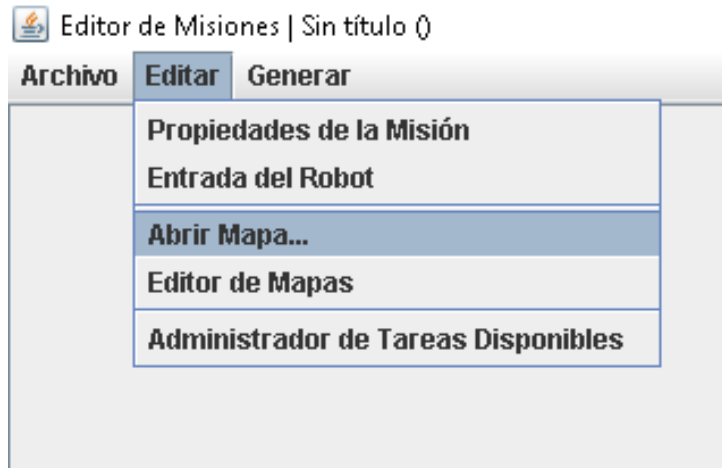 Editor de Misiones | Sin título ()
Archivo Editar Generar
Propiedades de la Misión
Entrada del Robot
Abrir Mapa...
Editor de Mapas
Administrador de Tareas Disponibles